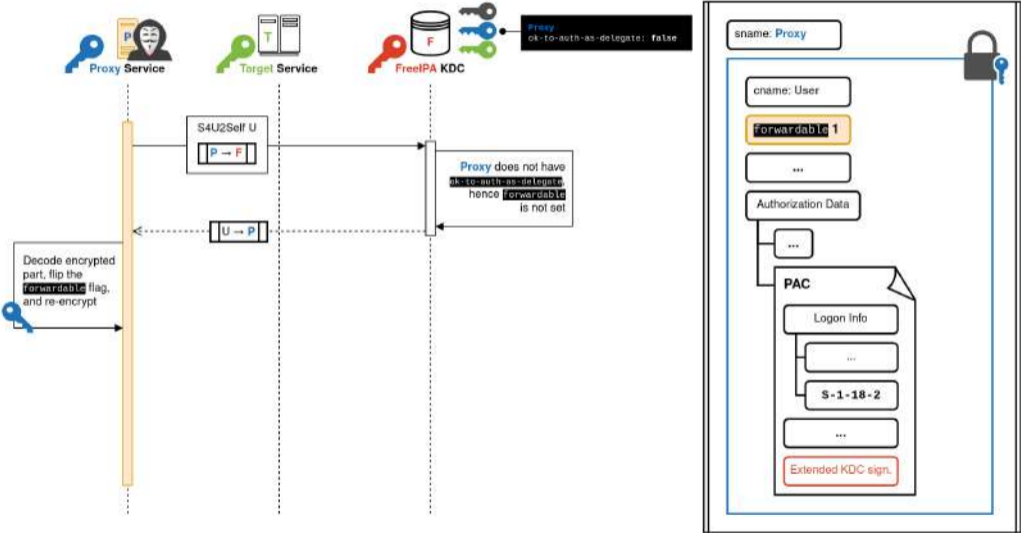 P
T
F
Proxy Service
Target Service
FreeIPA KDC
Proxy
ok-to-auth-as-delegate: false
S4U2Self U
P → F
Proxy does not have
ok-to-auth-as-delegate,
hence forwardable
is not set
U → P
Decode encrypted
part, flip the
forwardable flag,
and re-encrypt
sname: Proxy
cname: User
forwardable 1
...
Authorization Data
...
PAC
Logon Info
...
S-1-18-2
...
Extended KDC sign.